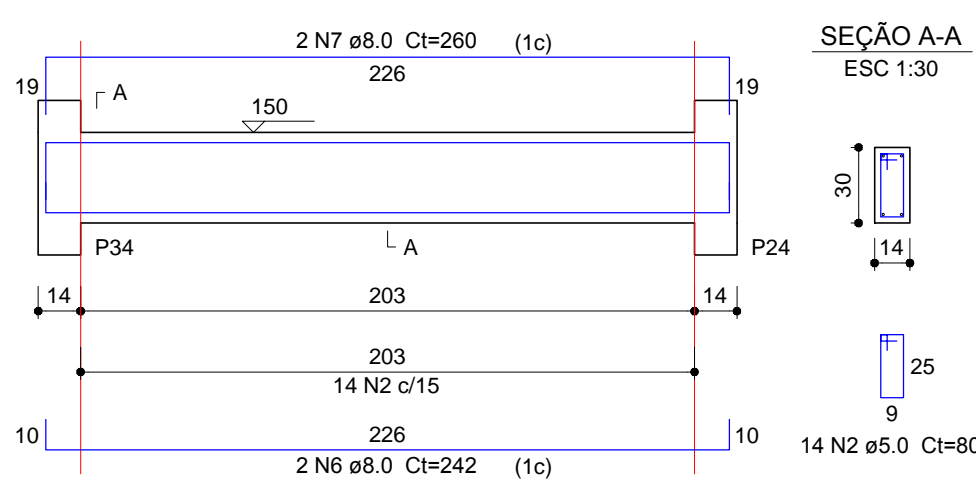 2 N7 ø8.0 Ct=260 (1c)
226
19
19
A
150
P34
A
P24
14
203
14
203
14 N2 c/15
10
226
10
2 N6 ø8.0 Ct=242 (1c)
SEÇÃO A-A
ESC 1:30
30
14
25
9
14 N2 ø5.0 Ct=80